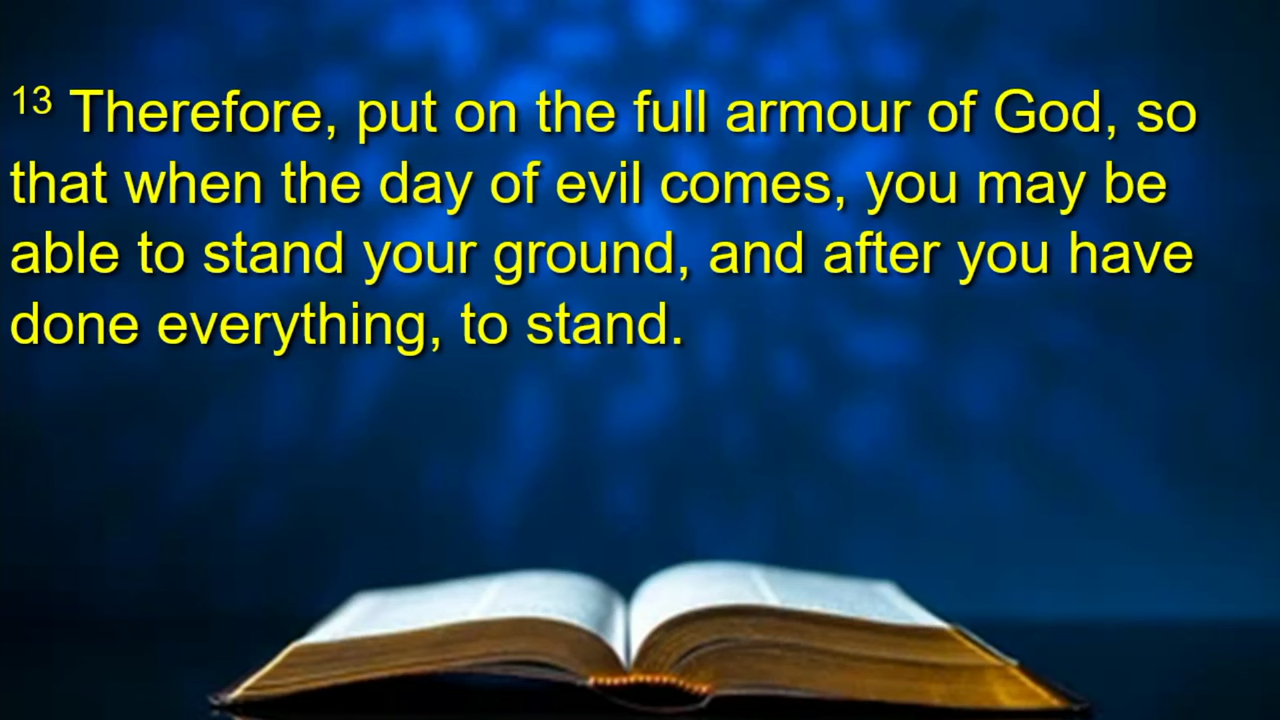 13 Therefore, put on the full armour of God, so
that when the day of evil comes, you may be
able to stand your ground, and after you have
done everything, to stand.